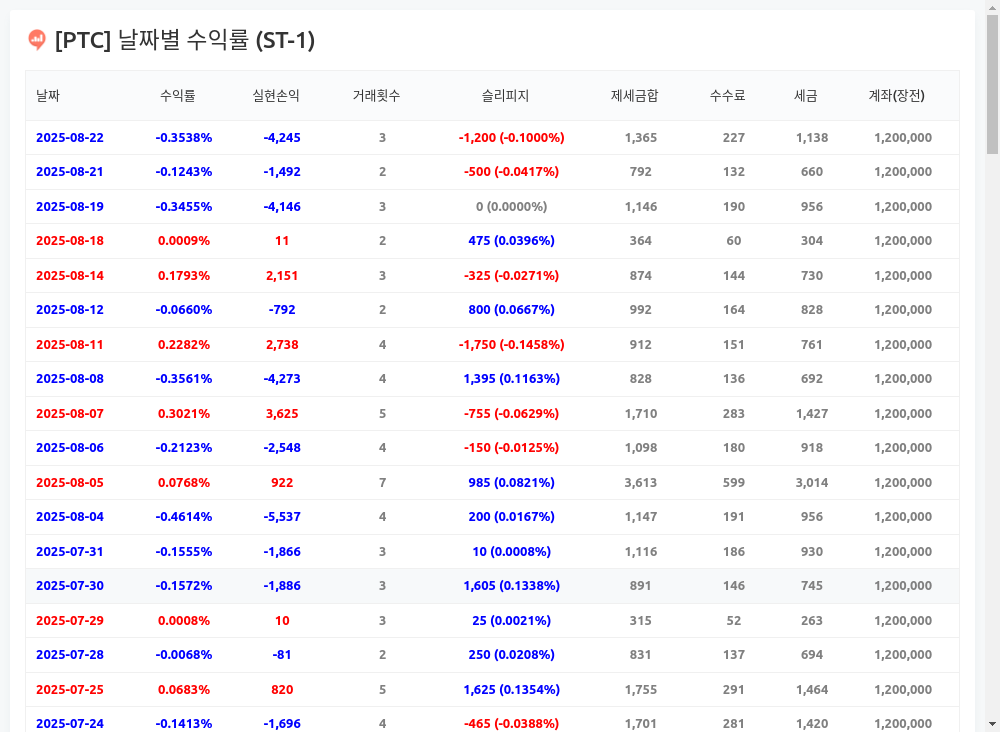 [PTC] 날짜별 수익률 (ST-1)
날짜 수익률 실현손익 거래횟수 슬리피지 제세금합 수수료 세금 계좌(장전)
2025-08-22 -0.3538% -4,245 3 -1,200 (-0.1000%) 1,365 227 1,138 1,200,000
2025-08-21 -0.1243% -1,492 2 -500 (-0.0417%) 792 132 660 1,200,000
2025-08-19 -0.3455% -4,146 3 0 (0.0000%) 1,146 190 956 1,200,000
2025-08-18 0.0009% 11 2 475 (0.0396%) 364 60 304 1,200,000
2025-08-14 0.1793% 2,151 3 -325 (-0.0271%) 874 144 730 1,200,000
2025-08-12 -0.0660% -792 2 800 (0.0667%) 992 164 828 1,200,000
2025-08-11 0.2282% 2,738 4 -1,750 (-0.1458%) 912 151 761 1,200,000
2025-08-08 -0.3561% -4,273 4 1,395 (0.1163%) 828 136 692 1,200,000
2025-08-07 0.3021% 3,625 5 -755 (-0.0629%) 1,710 283 1,427 1,200,000
2025-08-06 -0.2123% -2,548 4 -150 (-0.0125%) 1,098 180 918 1,200,000
2025-08-05 0.0768% 922 7 985 (0.0821%) 3,613 599 3,014 1,200,000
2025-08-04 -0.4614% -5,537 4 200 (0.0167%) 1,147 191 956 1,200,000
2025-07-31 -0.1555% -1,866 3 10 (0.0008%) 1,116 186 930 1,200,000
2025-07-30 -0.1572% -1,886 3 1,605 (0.1338%) 891 146 745 1,200,000
2025-07-29 0.0008% 10 3 25 (0.0021%) 315 52 263 1,200,000
2025-07-28 -0.0068% -81 2 250 (0.0208%) 831 137 694 1,200,000
2025-07-25 0.0683% 820 5 1,625 (0.1354%) 1,755 291 1,464 1,200,000
2025-07-24 -0.1413% -1,696 4 -465 (-0.0388%) 1,701 281 1,420 1,200,000